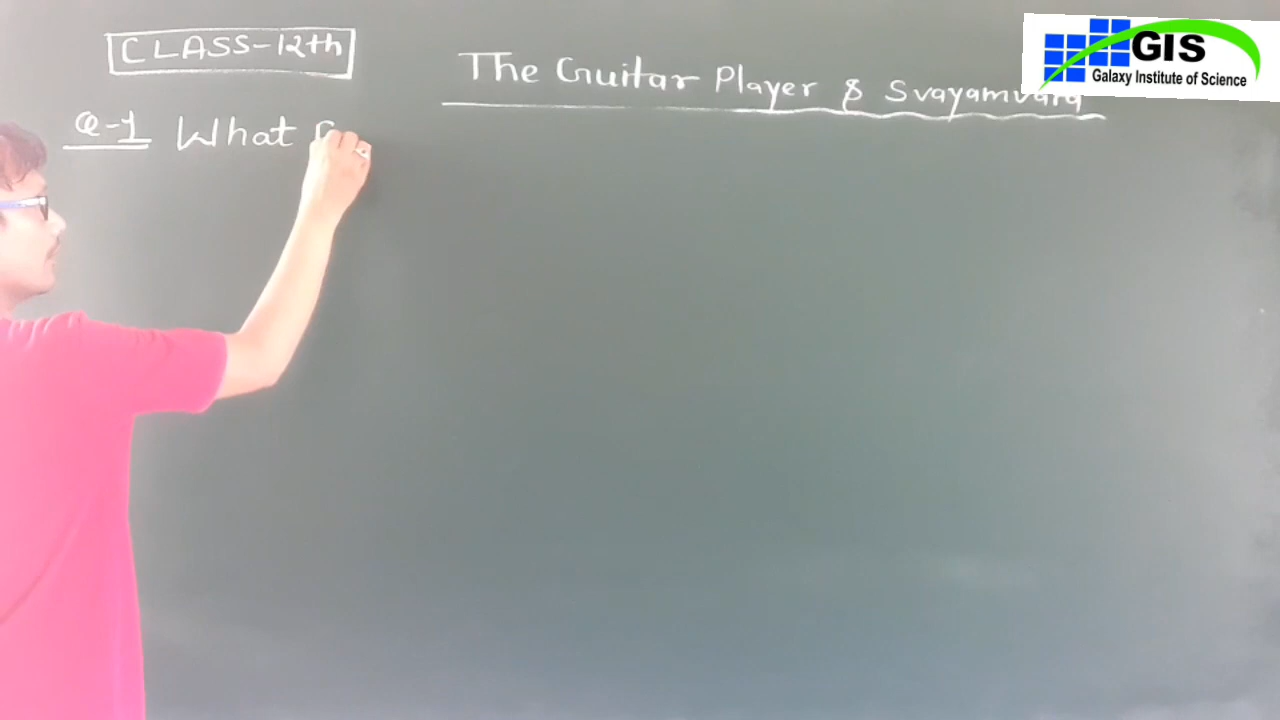 CLASS-12th
The Guitar Player & Svayamvara
GIS
Galaxy Institute of Science
Q-1 What